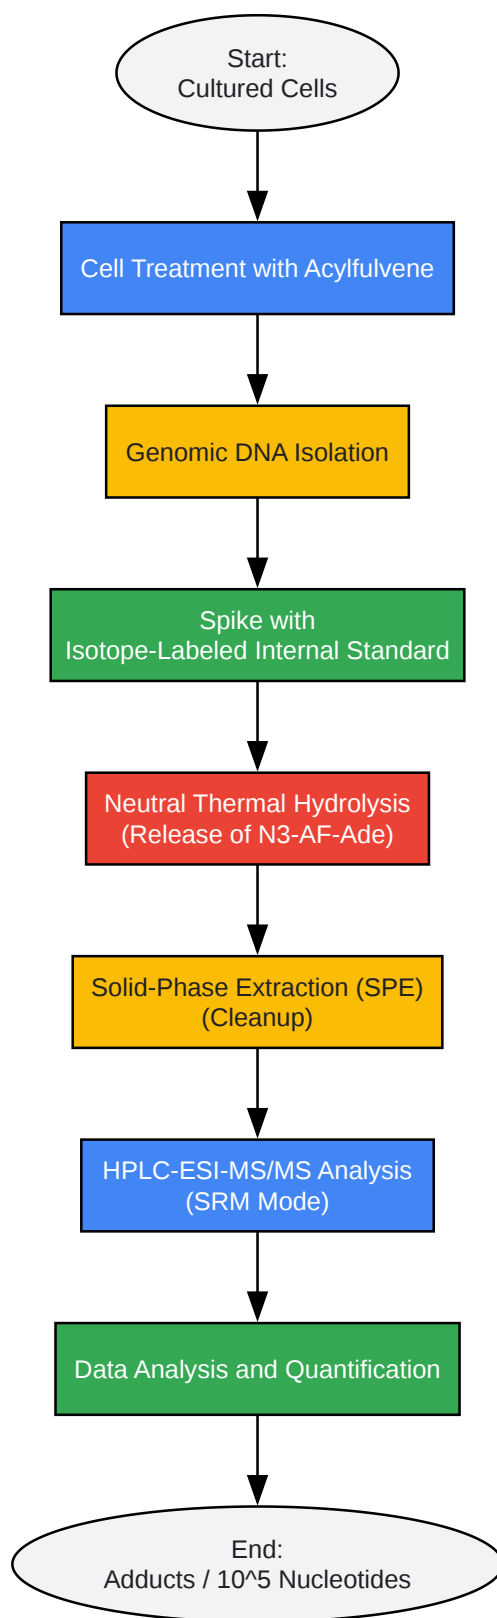 Start:
Cultured Cells
Cell Treatment with Acylfulvene
Genomic DNA Isolation
Spike with
Isotope-Labeled Internal Standard
Neutral Thermal Hydrolysis
(Release of N3-AF-Ade)
Solid-Phase Extraction (SPE)
(Cleanup)
HPLC-ESI-MS/MS Analysis
(SRM Mode)
Data Analysis and Quantification
End:
Adducts / 10^5 Nucleotides